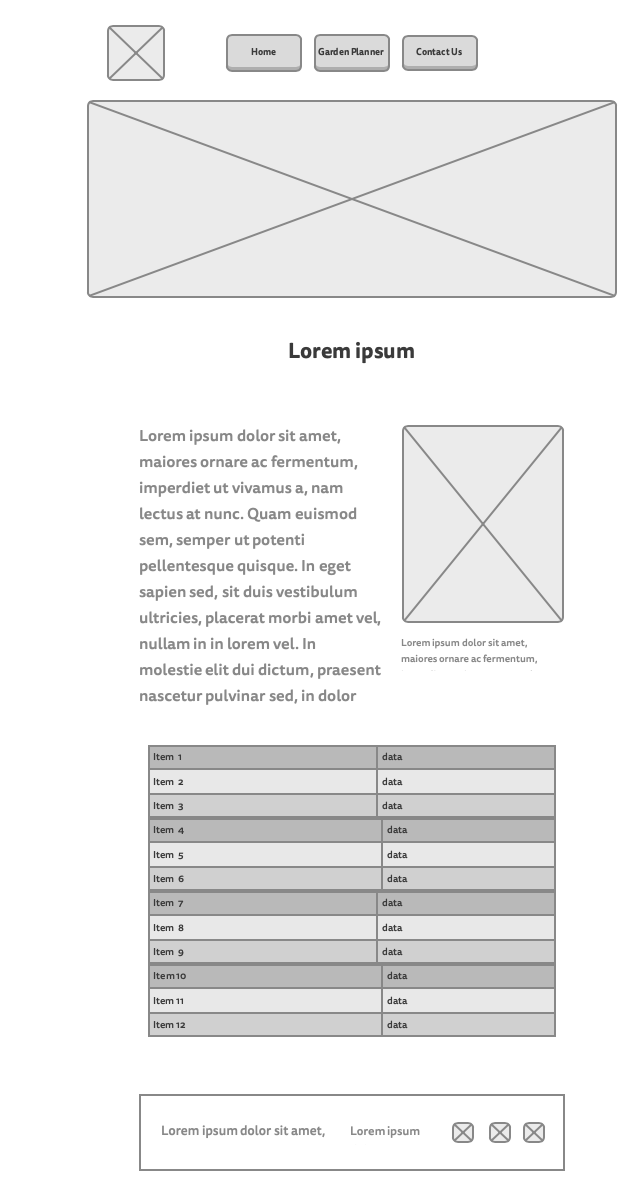 Home Garden Planner Contact Us
Lorem ipsum
Lorem ipsum dolor sit amet,
maiores ornare ac fermentum,
imperdiet ut vivamus a, nam
lectus at nunc. Quam euismod
sem, semper ut potenti
pellentesque quisque. In eget
sapien sed, sit duis vestibulum
ultricies, placerat morbi amet vel,
nullam in in lorem vel. In
molestie elit dui dictum, praesent
nascetur pulvinar sed, in dolor
Lorem ipsum dolor sit amet,
maiores ornare ac fermentum,
Item 1 data
Item 2 data
Item 3 data
Item 4 data
Item 5 data
Item 6 data
Item 7 data
Item 8 data
Item 9 data
Item 10 data
Item 11 data
Item 12 data
Lorem ipsum dolor sit amet, Lorem ipsum